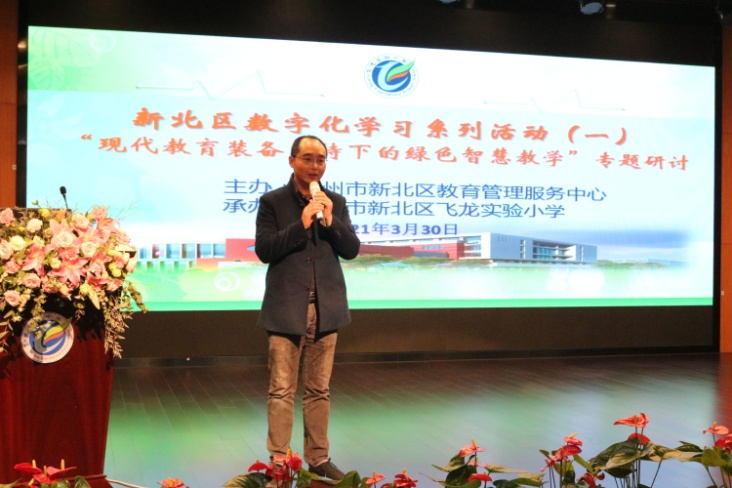 新北区数字化学习系列活动（一）
“现代教育装备 持下的绿色智慧教学”专题研讨
主办 州市新北区教育管理服务中心
承办 市新北区飞龙实验小学
21年3月30日